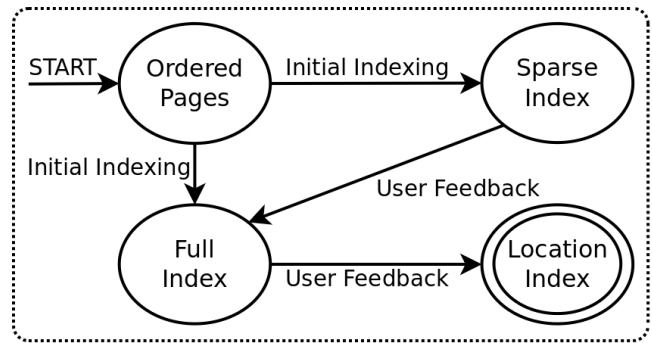 START
Ordered
Pages
Initial Indexing
Sparse
Index
Initial Indexing
User Feedback
Full
Index
User Feedback
Location
Index